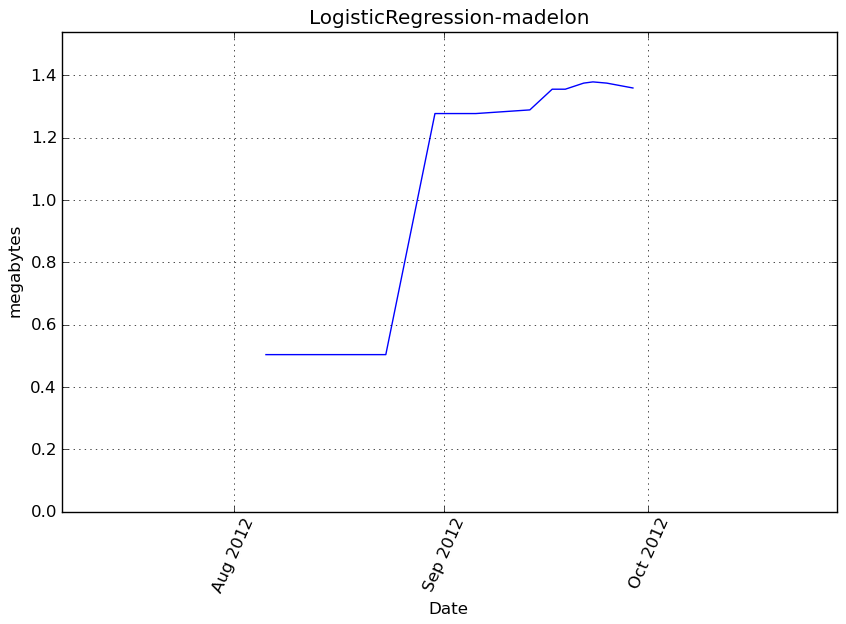 LogisticRegression-madelon
1.4
1.2
1.0
0.8
0.6
0.4
0.2
0.0
megabytes
Aug 2012
Sep 2012
Oct 2012
Date